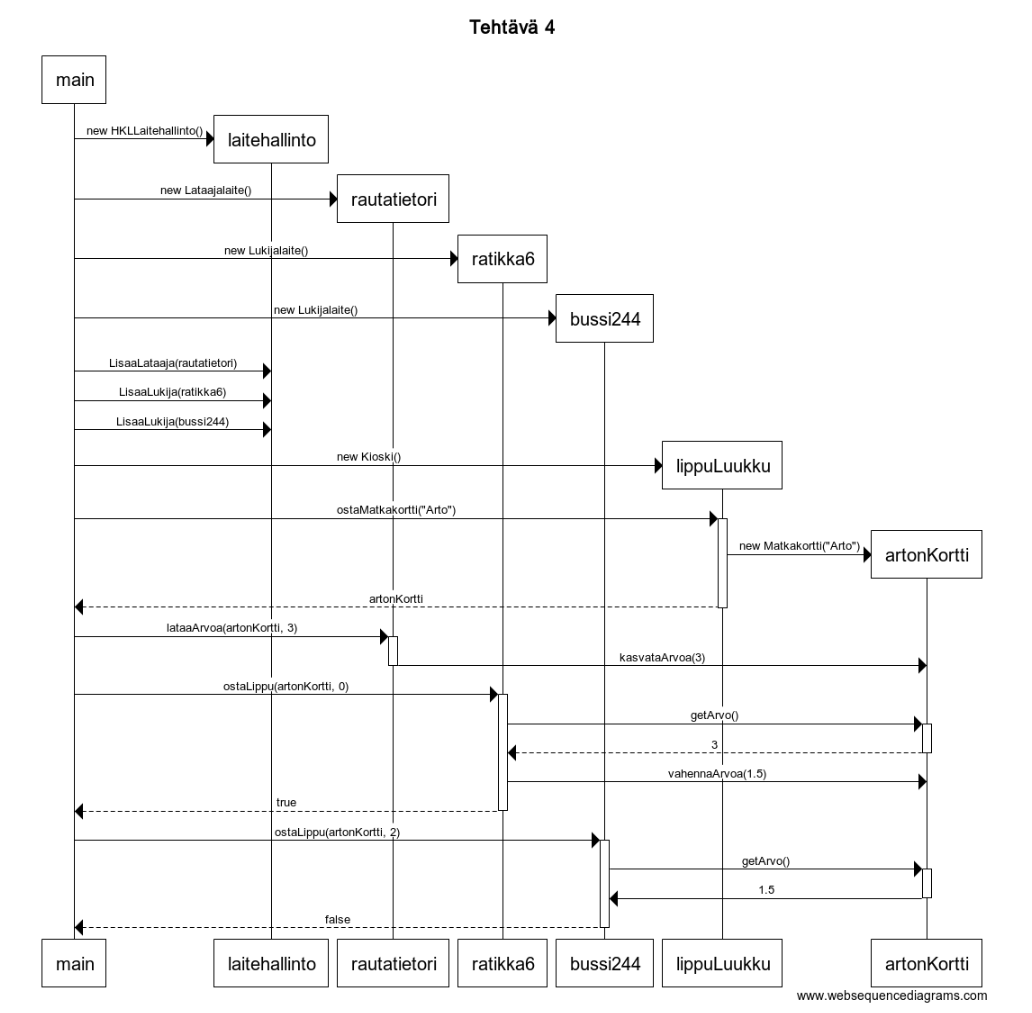 Tehtävä 4
main
new HKLLaitehallinto()
laitehallinto
new Lataajalaite()
rautatietori
new Lukijalaite()
ratikka6
new Lukijalaite()
bussi244
LisaaLataaja(rautatietori)
LisaaLukija(ratikka6)
LisaaLukija(bussi244)
new Kioski()
lippuLuukku
ostaMatkakortti("Arto")
new Matkakortti("Arto")
artonKortti
artonKortti
lataaArvoa(artonKortti, 3)
kasvataArvoa(3)
ostaLippu(artonKortti, 0)
getArvo()
3
vahennaArvoa(1.5)
true
ostaLippu(artonKortti, 2)
getArvo()
1.5
false
main laitehallinto rautatietori ratikka6 bussi244 lippuLuukku artonKortti
www.websequencediagrams.com